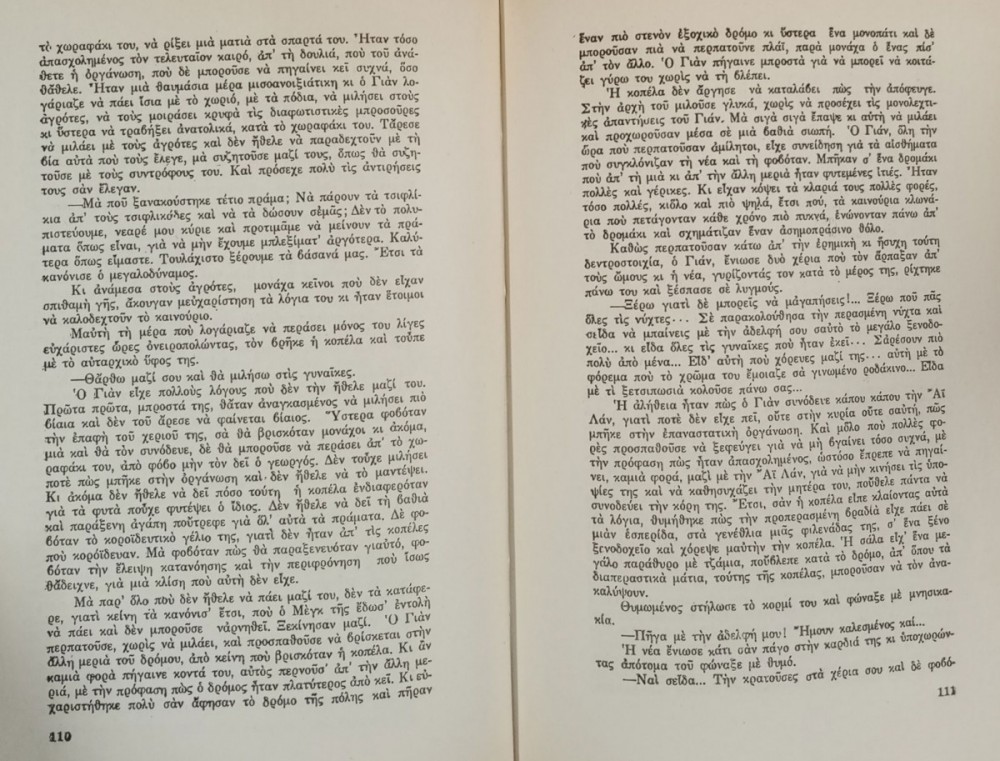 τὸ χωραφάκι του, νὰ ρίξει μιὰ ματιὰ στὰ σπαρτά του. Ἦταν τόσο
ἀπασχολημένος τὸν τελευταῖον καιρό, ἀπ' τὴ δουλιά, ποὺ τοῦ ἀνά-
θετε ἡ ὀργάνωση, ποὺ δὲ μποροῦσε νὰ πηγαίνει κεῖ συχνά, ὅσο
θἄθελε. Ἦταν μιὰ θαυμάσια μέρα μισοανοιξιάτικη κι ὁ Γιὰν λο-
γάριαζε νὰ πάει ἴσια μὲ τὸ χωριό, μὲ τὰ πόδια, νὰ μιλήσει στοὺς
ἀγρότες, νὰ τοὺς μοιράσει κρυφὰ τὶς διαφωτιστικὲς μπροσοῦρες
κι ὕστερα νὰ τραβήξει ἀνατολικά, κατὰ τὸ χωραφάκι του. Τἄρεσε
νὰ μιλάει μὲ τοὺς ἀγρότες καὶ δὲν ἤθελε νὰ παραδεχτοῦν μὲ τὴ
βία αὐτὰ ποὺ τοὺς ἔλεγε, μὰ συζητοῦσε μαζί τους, ὅπως θὰ συζη-
τοῦσε μὲ τοὺς συντρόφους του. Καὶ πρόσεχε πολὺ τὶς ἀντιρήσεις
τους σὰν ἔλεγαν.
—Μὰ ποῦ ξανακούστηκε τέτιο πράμα; Νὰ πάρουν τὰ τσιφλί-
κια ἀπ' τοὺς τσιφλικάδες καὶ νὰ τὰ δώσουν σὲμᾶς; Δὲν τὸ πολυ-
πιστεύουμε, νεαρέ μου κύριε καὶ προτιμᾶμε νὰ μείνουν τὰ πρά-
ματα ὅπως εἶναι, γιὰ νὰ μὴν ἔχουμε μπλεξίματ' ἀργότερα. Καλύ-
τερα ὅπως εἴμαστε. Τουλάχιστο ξέρουμε τὰ βάσανά μας. Ἔτσι τὰ
κανόνισε ὁ μεγαλοδύναμος.
Κι ἀνάμεσα στοὺς ἀγρότες, μονάχα κεῖνοι ποὺ δὲν εἶχαν
σπιθαμὴ γῆς, ἄκουγαν μεὐχαρίστηση τὰ λόγια του κι ἦταν ἕτοιμοι
νὰ καλοδεχτοῦν τὸ καινούριο.
Μαὐτὴ τὴ μέρα ποὺ λογάριαζε νὰ περάσει μόνος του λίγες
εὐχάριστες ὧρες ὀνειροπολώντας, τὸν βρῆκε ἡ κοπέλα καὶ τοῦπε
μὲ τὸ αὐταρχικὸ ὕφος της.
—Θἄρθω μαζί σου καὶ θὰ μιλήσω στὶς γυναῖκες.
Ὁ Γιὰν εἶχε πολλοὺς λόγους ποὺ δὲν τὴν ἤθελε μαζί του.
Πρῶτα πρῶτα, μπροστά της, θἄταν ἀναγκασμένος νὰ μιλήσει πιὸ
βίαια καὶ δὲν τοῦ ἄρεσε νὰ φαίνεται βίαιος. Ὕστερα φοβόταν
τὴν ἐπαφὴ τοῦ χεριοῦ της, σὰ θὰ βρισκόταν μονάχοι κι ἀκόμα,
μιὰ καὶ θὰ τὸν συνόδευε, δὲ θὰ μποροῦσε νὰ περάσει ἀπ' τὸ χω-
ραφάκι του, ἀπὸ φόβο μὴν τὸν δεῖ ὁ γεωργός. Δὲν τοὖχε μιλήσει
ποτὲ πὼς μπῆκε στὴν ὀργάνωση καὶ δὲν ἤθελε νὰ τὸ μαντέψει.
Κι ἀκόμα δὲν ἤθελε νὰ δεῖ πόσο τούτη ἡ κοπέλα ἐνδιαφερόταν
γιὰ τὰ φυτὰ ποὖχε φυτέψει ὁ ἴδιος. Δὲν ἤθελε νὰ δεῖ τὴ βαθιὰ
καὶ παράξενη ἀγάπη ποὔτρεφε γιὰ ὅλ' αὐτὰ τὰ πράματα. Δὲ φο-
βόταν τὸ κοροϊδευτικὸ γέλιο της, γιατὶ δὲν ἦταν ἀπ' τὶς κοπέλες
ποὺ κορόιδευαν. Μὰ φοβόταν πὼς θὰ παραξενευόταν γιαυτό, φο-
βόταν τὴν ἔλειψη κατανόησης καὶ τὴν περιφρόνηση ποὺ ἴσως
θἄδειχνε, γιὰ μιὰ κλίση ποὺ αὐτὴ δὲν εἶχε.
Μὰ παρ' ὅλο ποὺ δὲν ἤθελε νὰ πάει μαζί του, δὲν τὰ κατάφε-
ρε, γιατὶ κείνη τὰ κανόνισ' ἔτσι, ποὺ ὁ Μὲγκ τῆς ἔδωσ' ἐντολὴ
νὰ πάει καὶ δὲν μποροῦσε νἀρνηθεῖ. Ξεκίνησαν μαζί. Ὁ Γιὰν
περπατοῦσε, χωρὶς νὰ μιλάει, καὶ προσπαθοῦσε νὰ βρίσκεται στὴν
ἄλλη μεριὰ τοῦ δρόμου, ἀπὸ κείνη ποὺ βρισκόταν ἡ κοπέλα. Κι ἂν
καμιὰ φορὰ πήγαινε κοντά του, αὐτὸς περνοῦσ' ἀπ' τὴν ἄλλη με-
ριά, μὲ τὴν πρόφαση πὼς ὁ δρόμος ἦταν πλατύτερος ἀπὸ κεῖ. Κι εὐ-
χαριστήθηκε πολὺ σὰν ἄφησαν τὸ δρόμο τῆς πόλης καὶ πῆραν
110
ἕναν πιὸ στενὸν ἐξοχικὸ δρόμο κι ὕστερα ἕνα μονοπάτι καὶ δὲ
μποροῦσαν πιὰ νὰ περπατοῦνε πλάϊ, παρὰ μονάχα ὁ ἕνας πίσ'
ἀπ' τὸν ἄλλο. Ὁ Γιὰν πήγαινε μπροστὰ γιὰ νὰ μπορεῖ νὰ κοιτά-
ζει γύρω του χωρὶς νὰ τὴ βλέπει.
Ἡ κοπέλα δὲν ἄργησε νὰ καταλάβει πὼς τὴν ἀπόφευγε.
Στὴν ἀρχὴ τοῦ μιλοῦσε γλυκά, χωρὶς νὰ προσέχει τὶς μονολεχτι-
κὲς ἀπαντήσεις τοῦ Γιάν. Μὰ σιγὰ σιγὰ ἔπαψε κι αὐτὴ νὰ μιλάει
καὶ προχωροῦσαν μέσα σὲ μιὰ βαθιὰ σιωπή. Ὁ Γιάν, ὅλη τὴν
ὥρα ποὺ περπατοῦσαν ἀμίλητοι, εἶχε συνείδηση γιὰ τὰ αἰσθήματα
ποὺ συγκλόνιζαν τὴ νέα καὶ τὴ φοβόταν. Μπῆκαν σ' ἕνα δρομάκι
ποὺ ἀπ' τὴ μιὰ κι ἀπ' τὴν ἄλλη μεριὰ ἦταν φυτεμένες ἰτιές. Ἦταν
πολλὲς καὶ γέρικες. Κι εἶχαν κόψει τὰ κλαριά τους πολλὲς φορές,
τόσο πολλές, κιὅλο καὶ πιὸ ψηλά, ἔτσι πού, τὰ καινούρια κλωνά-
ρια ποὺ πετάγονταν κάθε χρόνο πιὸ πυκνά, ἑνώνονταν πάνω ἀπ'
τὸ δρομάκι καὶ σχημάτιζαν ἕναν ἀσημοπράσινο θόλο.
Καθὼς περπατοῦσαν κάτω ἀπ' τὴν ἐρημικὴ κι ἥσυχη τούτη
δεντροστοιχία, ὁ Γιάν, ἔνιωσε δυὸ χέρια ποὺ τὸν ἅρπαξαν ἀπ'
τοὺς ὤμους κι ἡ νέα, γυρίζοντάς τον κατὰ τὸ μέρος της, ρίχτηκε
πάνω του καὶ ξέσπασε σὲ λυγμούς.
—Ξέρω γιατὶ δὲ μπορεῖς νὰ μἀγαπήσεις!... Ξέρω ποῦ πᾶς
ὅλες τὶς νύχτες... Σὲ παρακολούθησα τὴν περασμένη νύχτα καὶ
σεῖδα νὰ μπαίνεις μὲ τὴν ἀδελφή σου σαυτὸ τὸ μεγάλο ξενοδο-
χεῖο... κι εἶδα ὅλες τὶς γυναῖκες ποὺ ἦταν ἐκεῖ... Σἀρέσουν πιὸ
πολὺ ἀπὸ μένα... Εἶδ' αὐτὴ ποὺ χόρευες μαζί της... αὐτὴ μὲ τὸ
φόρεμα ποὺ τὸ χρῶμα του ἔμοιαζε σὰ γινωμένο ροδάκινο... Εἶδα
μὲ τί ξετσιπωσιὰ κολοῦσε πάνω σας...
Ἡ ἀλήθεια ἦταν πὼς ὁ Γιὰν συνόδευε κάπου κάπου τὴν Ἂϊ
Λάν, γιατὶ ποτὲ δὲν εἶχε πεῖ, οὔτε στὴν κυρία οὔτε σαυτή, πὼς
μπῆκε στὴν ἐπαναστατικὴ ὀργάνωση. Καὶ μὅλο ποὺ πολλὲς φο-
ρὲς προσπαθοῦσε νὰ ξεφεύγει γιὰ νὰ μὴ βγαίνει τόσο συχνά, μὲ
τὴν πρόφαση πὼς ἦταν ἀπασχολημένος, ὡστόσο ἔπρεπε νὰ πηγαί-
νει, καμιὰ φορά, μαζὶ μὲ τὴν Ἂϊ Λάν, γιὰ νὰ μὴν κινήσει τὶς ὑπο-
ψίες της καὶ νὰ καθησυχάζει τὴν μητέρα του, ποὔθελε πάντα νὰ
συνοδεύει τὴν κόρη της. Ἔτσι, σὰν ἡ κοπέλα εἶπε κλαίοντας αὐτὰ
τὰ λόγια, θυμήθηκε πὼς τὴν προπερασμένη βραδιὰ εἶχε πάει σὲ
μιὰν ἑσπερίδα, στὰ γενέθλια μιᾶς φιλενάδας της, σ' ἕνα ξένο
ξενοδοχεῖο καὶ χόρεψε μαὐτὴν τὴν κοπέλα. Ἡ σάλα εἶχ' ἕνα με-
γάλο παράθυρο μὲ τζάμια, ποὔβλεπε κατὰ τὸ δρόμο, ἀπ' ὅπου τὰ
διαπεραστικὰ μάτια, τούτης τῆς κοπέλας, μποροῦσαν νὰ τὸν ἀνα-
καλύψουν.
Θυμωμένος στήλωσε τὸ κορμί του καὶ φώναξε μὲ μνησικα-
κία.
—Πῆγα μὲ τὴν ἀδελφή μου! Ἤμουν καλεσμένος καί...
Ἡ νέα ἔνιωσε κάτι σὰν πάγο στὴν καρδιά της κι ὑποχωρών-
τας ἀπότομα τοῦ φώναξε μὲ θυμό.
—Ναὶ σεῖδα... Τὴν κρατοῦσες στὰ χέρια σου καὶ δὲ φοβό-
111